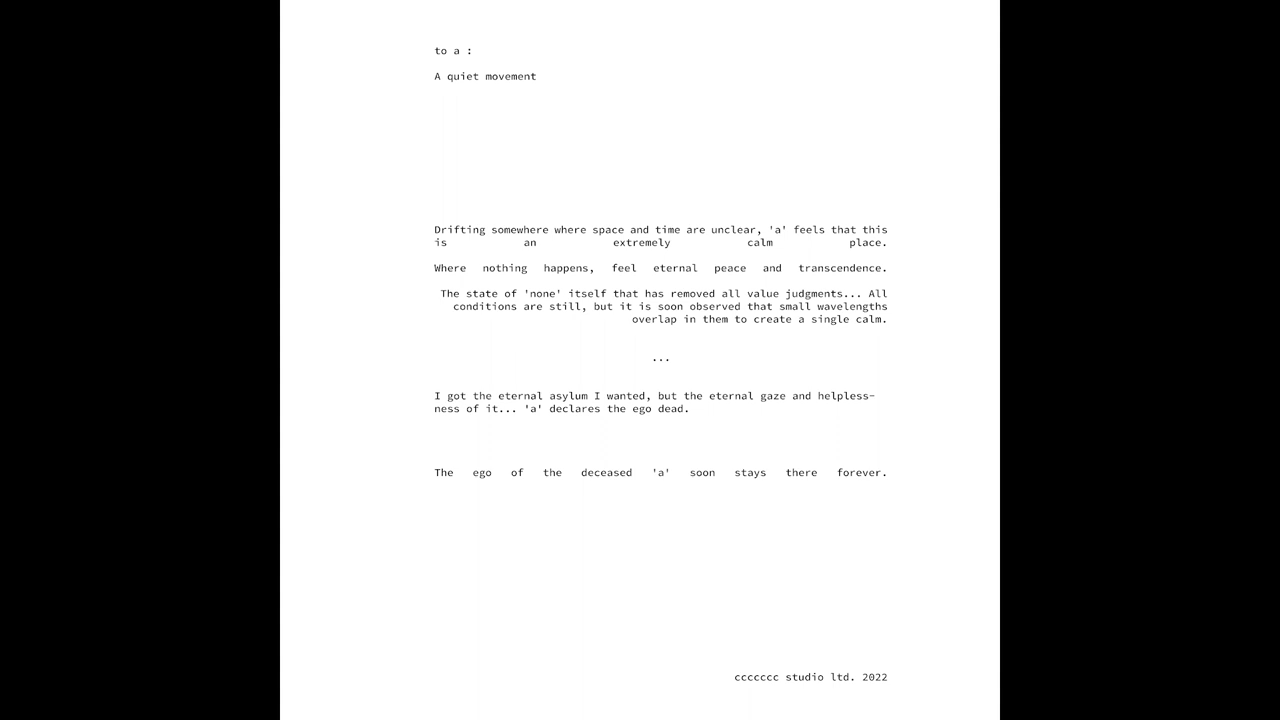 to a :
A quiet movement
Drifting somewhere where space and time are unclear, 'a' feels that this
is an extremely calm place.
Where nothing happens, feel eternal peace and transcendence.
The state of 'none' itself that has removed all value judgments... All
conditions are still, but it is soon observed that small wavelengths
overlap in them to create a single calm.
...
I got the eternal asylum I wanted, but the eternal gaze and helpless-
ness of it... 'a' declares the ego dead.
The ego of the deceased 'a' soon stays there forever.
ccccccc studio ltd. 2022